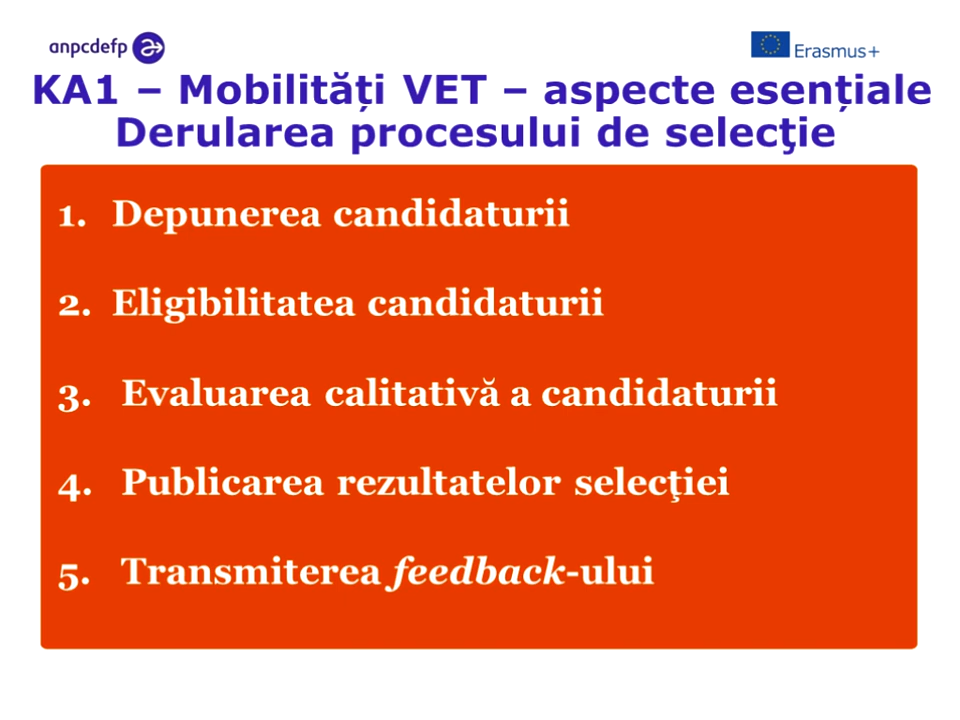 anpcdefp
Erasmus+
KA1 – Mobilități VET – aspecte esențiale
Derularea procesului de selecţie
1. Depunerea candidaturii
2. Eligibilitatea candidaturii
3. Evaluarea calitativă a candidaturii
4. Publicarea rezultatelor selecţiei
5. Transmiterea feedback-ului